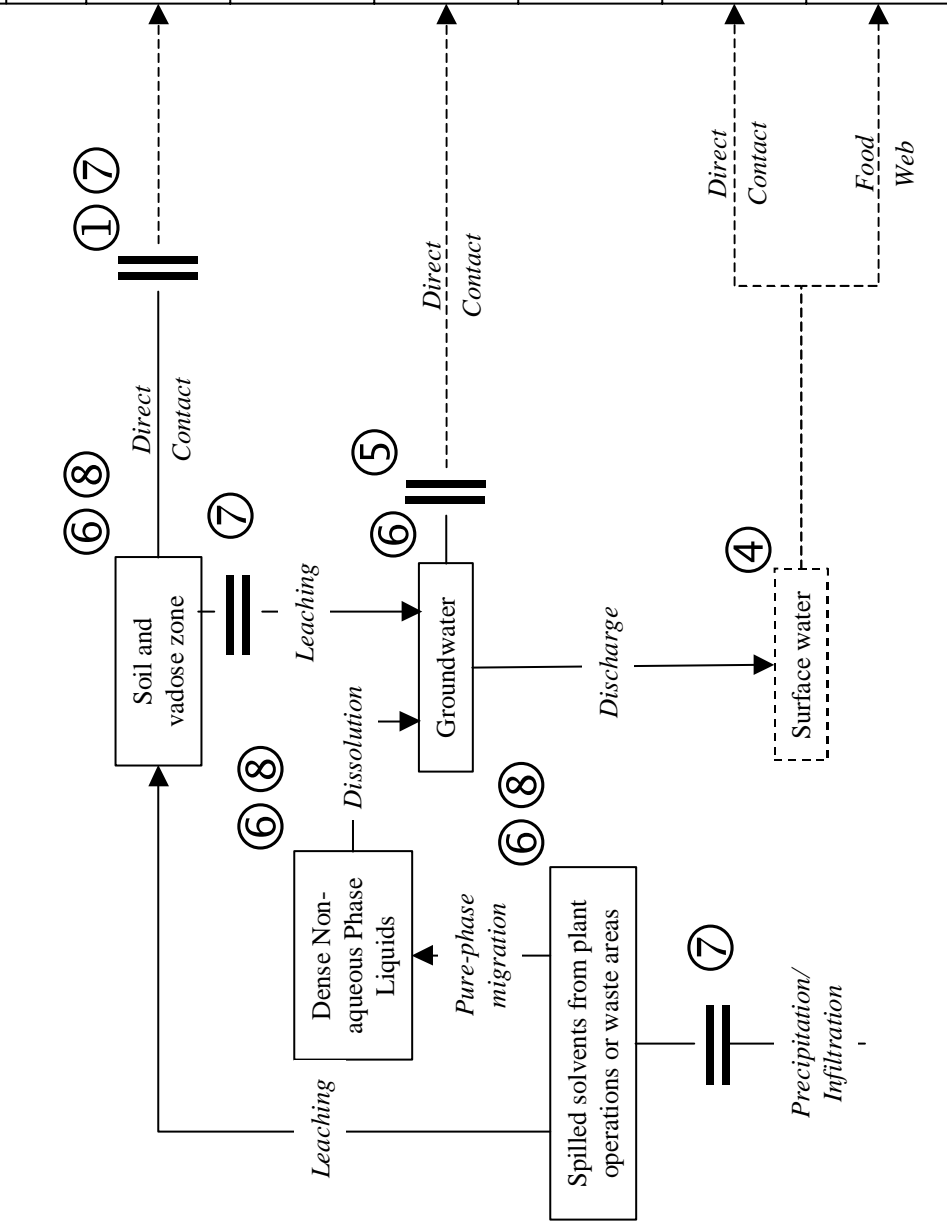 ① ⑦
Direct
Contact
⑥ ⑧
Soil and
vadose zone
⑦
Leaching
Direct
Contact
⑤
⑥
Groundwater
Dissolution
⑥ ⑧
Dense Non-
aqueous Phase
Liquids
Pure-phase
migration
⑥ ⑧
Spilled solvents from plant
operations or waste areas
Leaching
⑦
Precipitation/
Infiltration
Discharge
④
Surface water
Direct
Contact
Food
Web